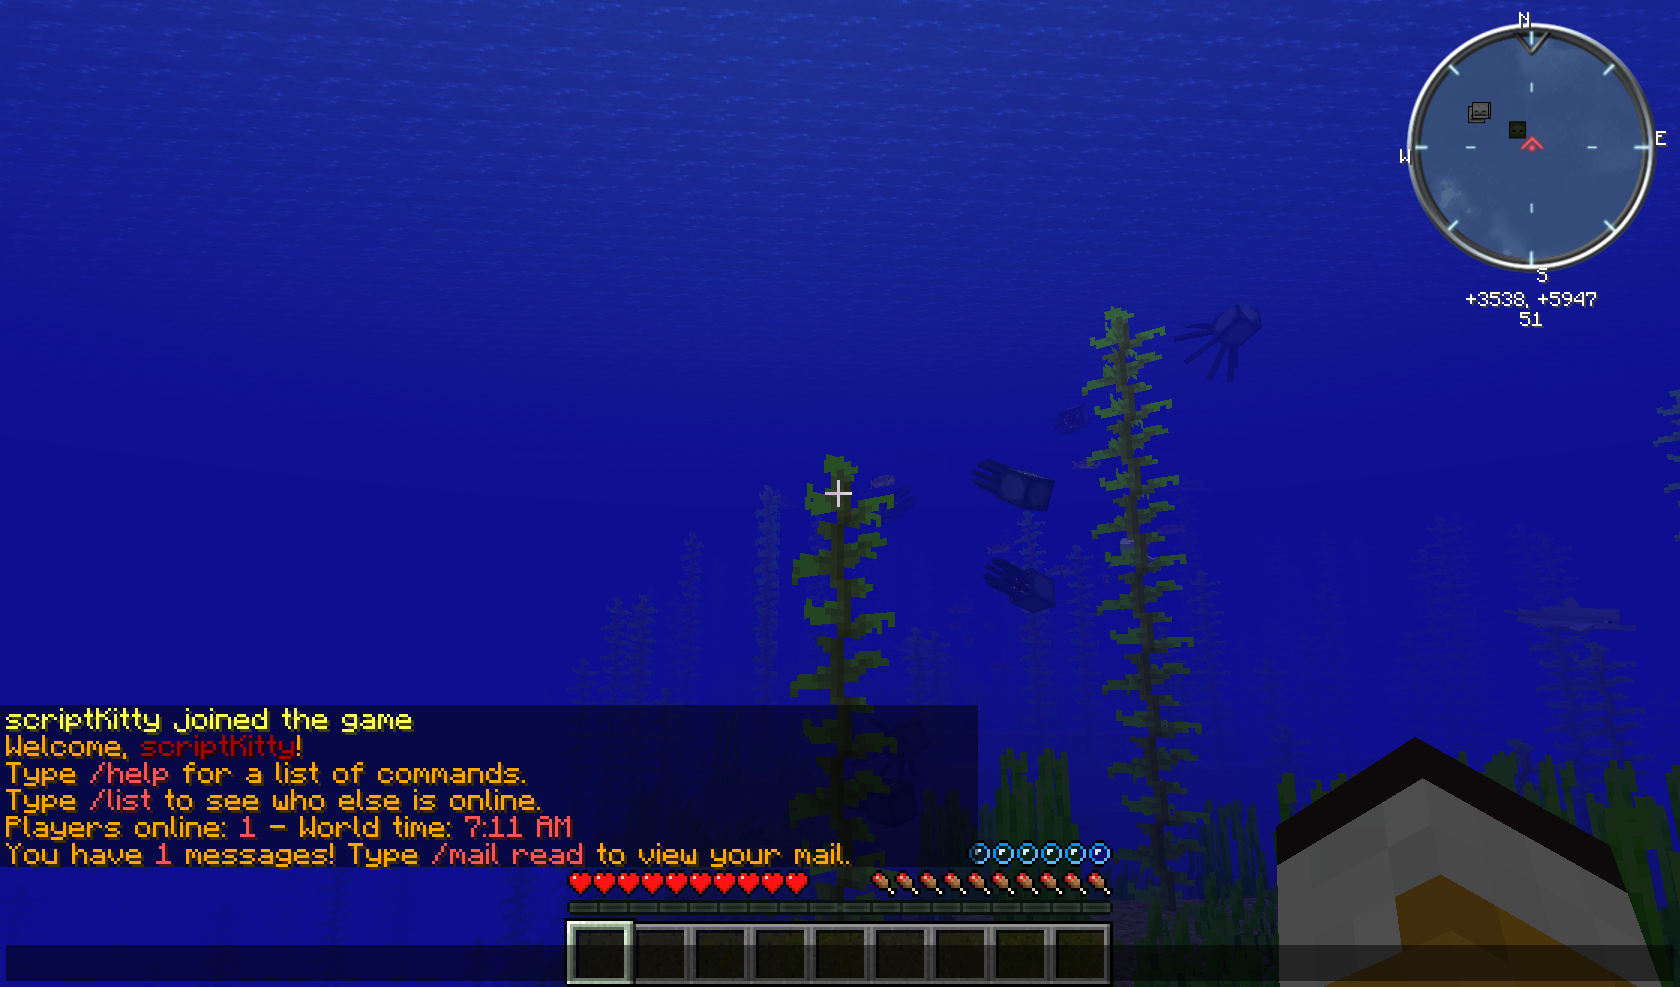 N
W
E
S
+3538, +5947
51
scriptKitty joined the game
Welcome, scriptKitty!
Type /help for a list of commands.
Type /list to see who else is online.
Players online: 1 - World time: 7:11 AM
You have 1 messages! Type /mail read to view your mail.